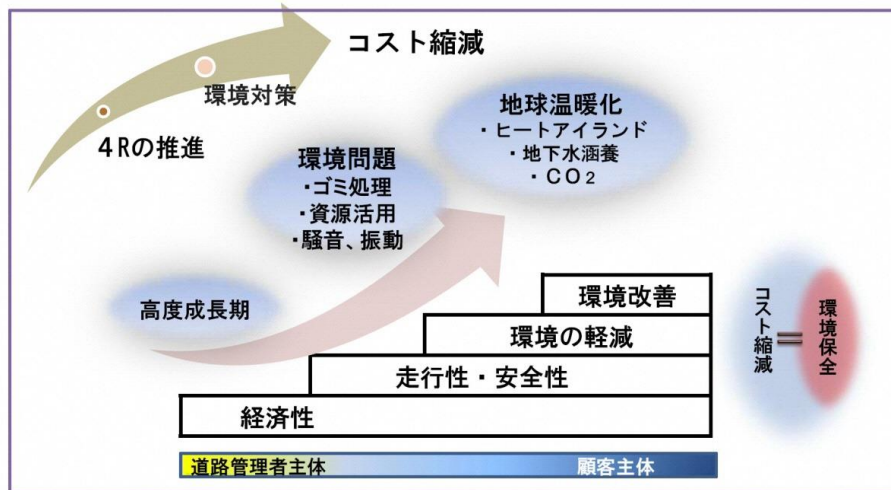 コスト縮減
環境対策
4Rの推進
地球温暖化
・ヒートアイランド
・地下水涵養
・CO2
環境問題
・ゴミ処理
・資源活用
・騒音、振動
高度成長期
環境改善
環境の軽減
走行性・安全性
経済性
コスト縮減
=
環境保全
道路管理者主体
顧客主体